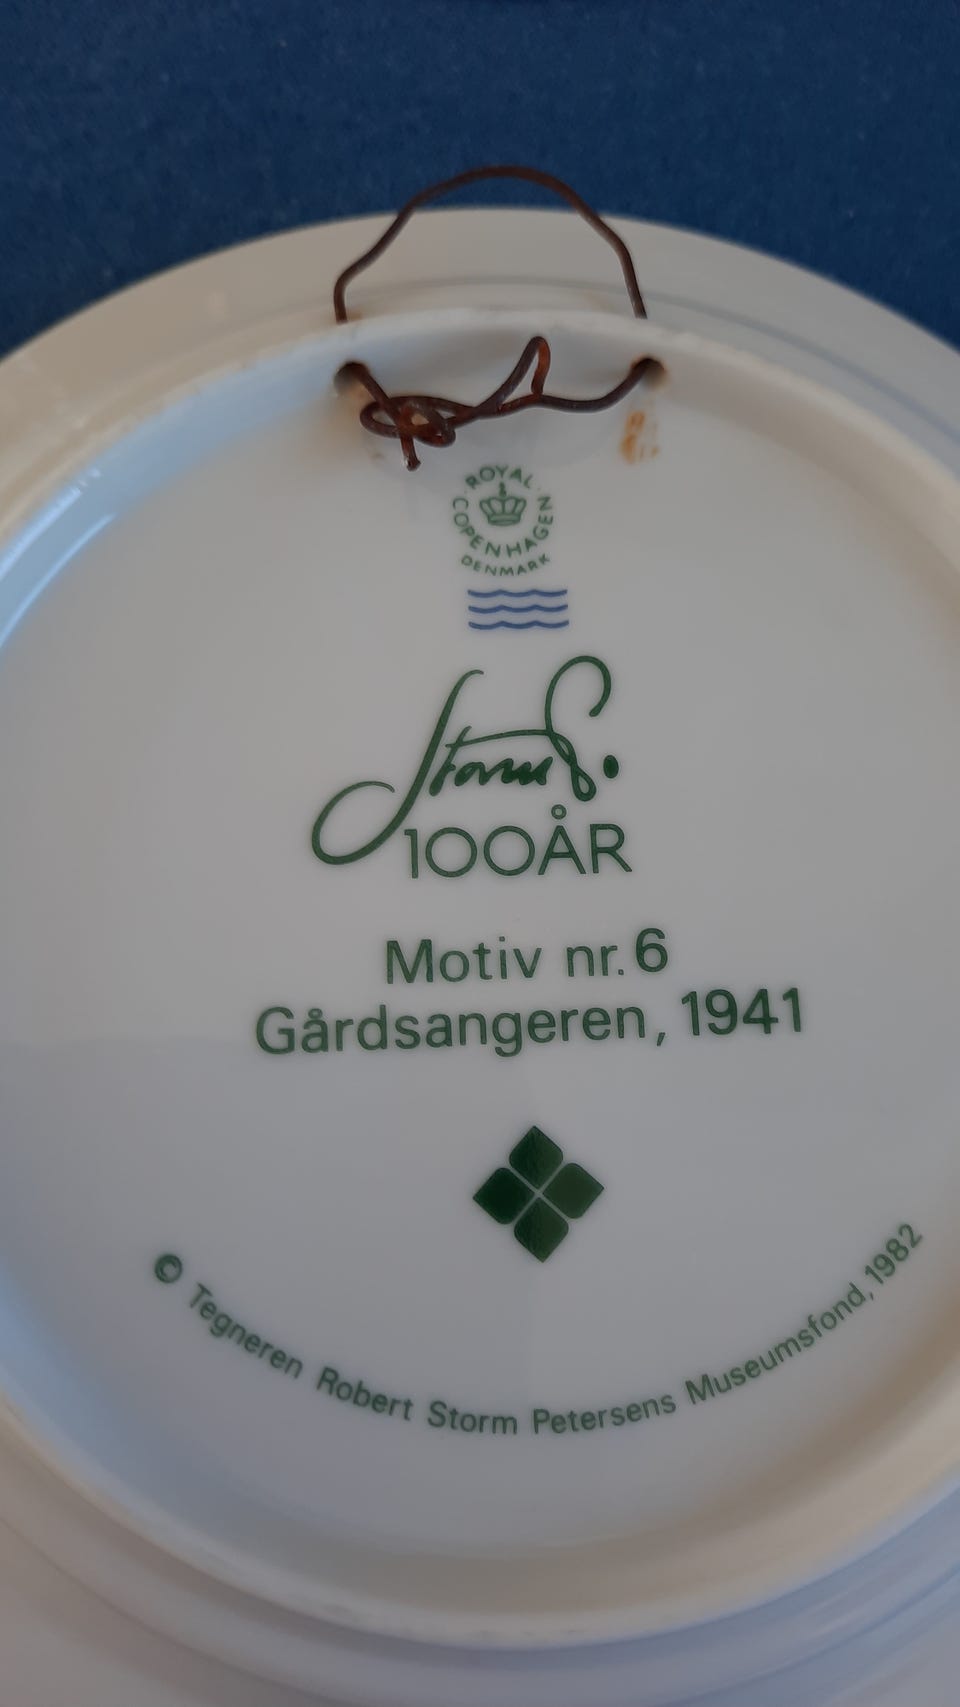 ROYAL COPENHAGEN
DENMARK
Storm P.
100ÅR
Motiv nr. 6
Gårdsangeren, 1941
© Tegneren Robert Storm Petersens Museumsfond, 1982